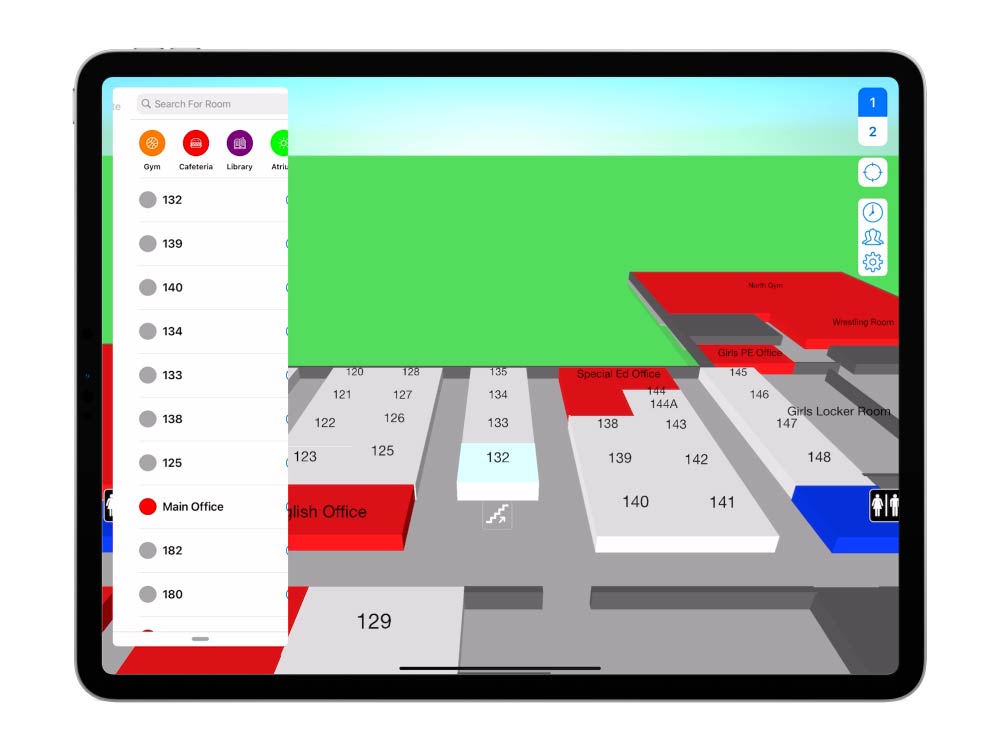 Search For Room
Gym
Cafeteria
Library
Atriu
132
139
140
134
133
138
125
Main Office
182
180
1
2
North Gym
Wrestling Room
Girls PE Office
120
128
135
Special Ed Office
145
121
127
134
144
144A
146
Girls Locker Room
122
126
133
138
143
147
123
125
132
139
142
148
140
141
glish Office
129